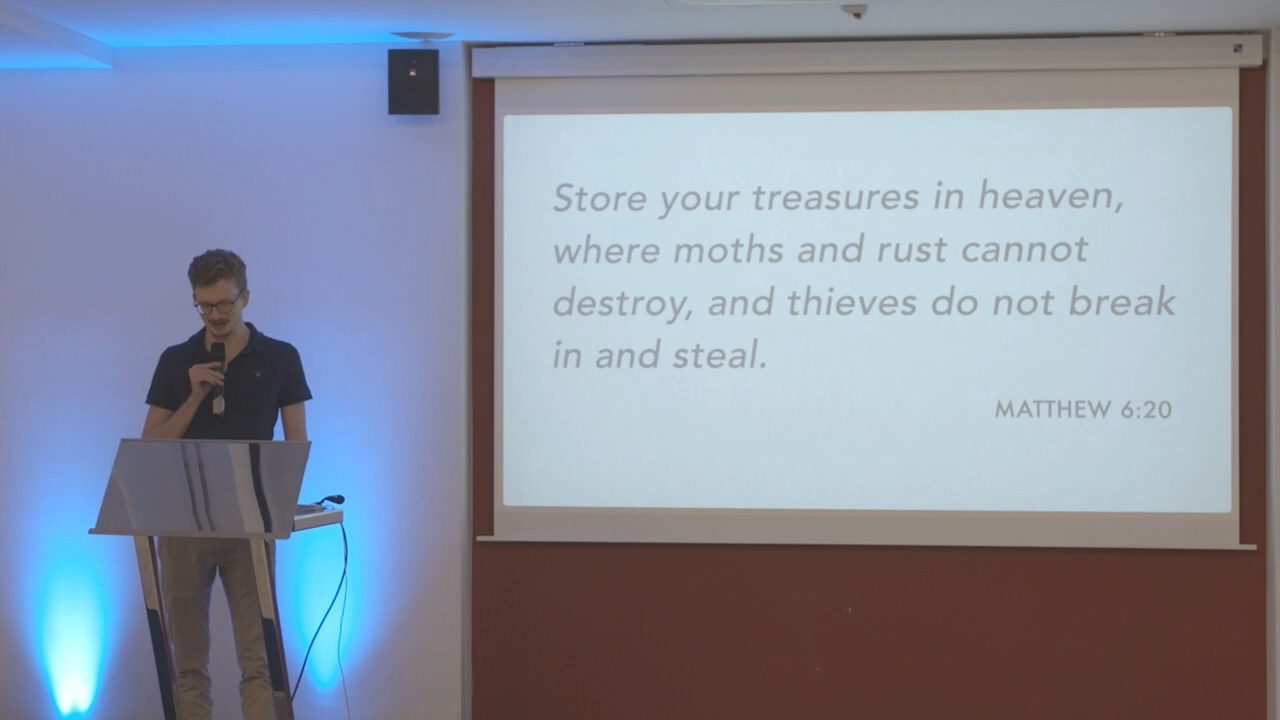 Store your treasures in heaven,
where moths and rust cannot
destroy, and thieves do not break
in and steal.
MATTHEW 6:20